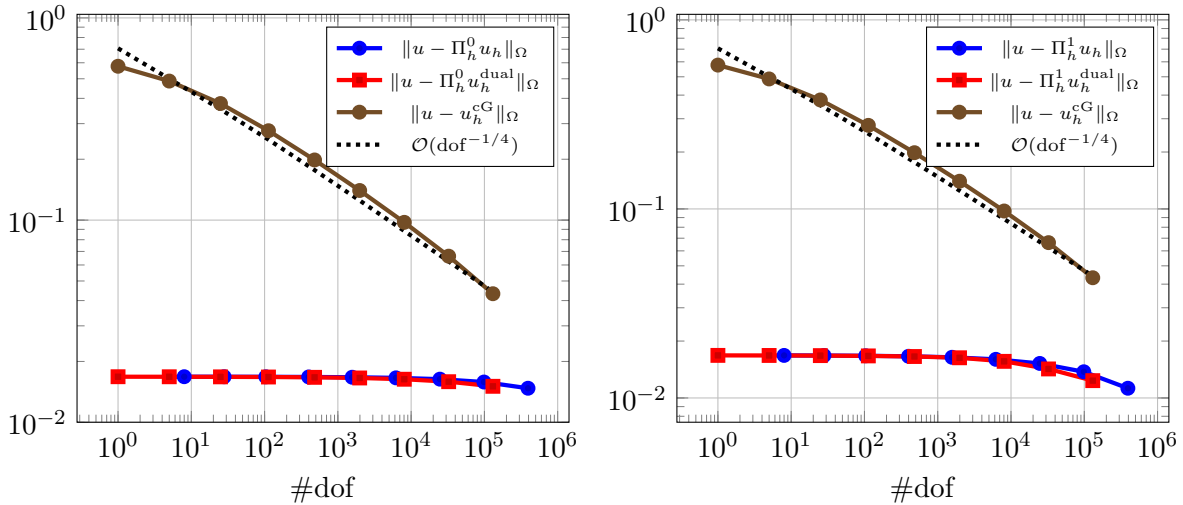 10^0
10^{-1}
10^{-2}
10^0 10^1 10^2 10^3 10^4 10^5 10^6
#dof
‖u − Π_h^0 u_h‖_Ω
‖u − Π_h^0 u_h^{dual}‖_Ω
‖u − u_h^{cG}‖_Ω
𝒪(dof^{−1/4})
10^0
10^{-1}
10^{-2}
10^0 10^1 10^2 10^3 10^4 10^5 10^6
#dof
‖u − Π_h^1 u_h‖_Ω
‖u − Π_h^1 u_h^{dual}‖_Ω
‖u − u_h^{cG}‖_Ω
𝒪(dof^{−1/4})